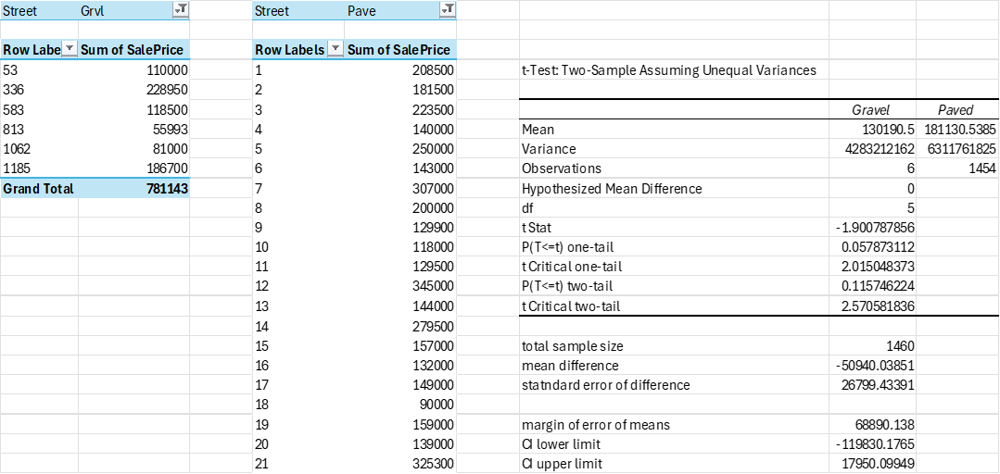 Street Grvl Street Pave
Row Labe Sum of SalePrice Row Labels Sum of SalePrice
53 110000 1 208500 t-Test: Two-Sample Assuming Unequal Variances
336 228950 2 181500
583 118500 3 223500 Gravel Paved
813 55993 4 140000 Mean 130190.5 181130.5385
1062 81000 5 250000 Variance 4283212162 6311761825
1185 186700 6 143000 Observations 6 1454
Grand Total 781143 7 307000 Hypothesized Mean Difference 0
8 200000 df 5
9 129900 t Stat -1.900787856
10 118000 P(T<=t) one-tail 0.057873112
11 129500 t Critical one-tail 2.015048373
12 345000 P(T<=t) two-tail 0.115746224
13 144000 t Critical two-tail 2.570581836
14 279500
15 157000 total sample size 1460
16 132000 mean difference -50940.03851
17 149000 statndard error of difference 26799.43391
18 90000
19 159000 margin of error of means 68890.138
20 139000 CI lower limit -119830.1765
21 325300 CI upper limit 17950.09949